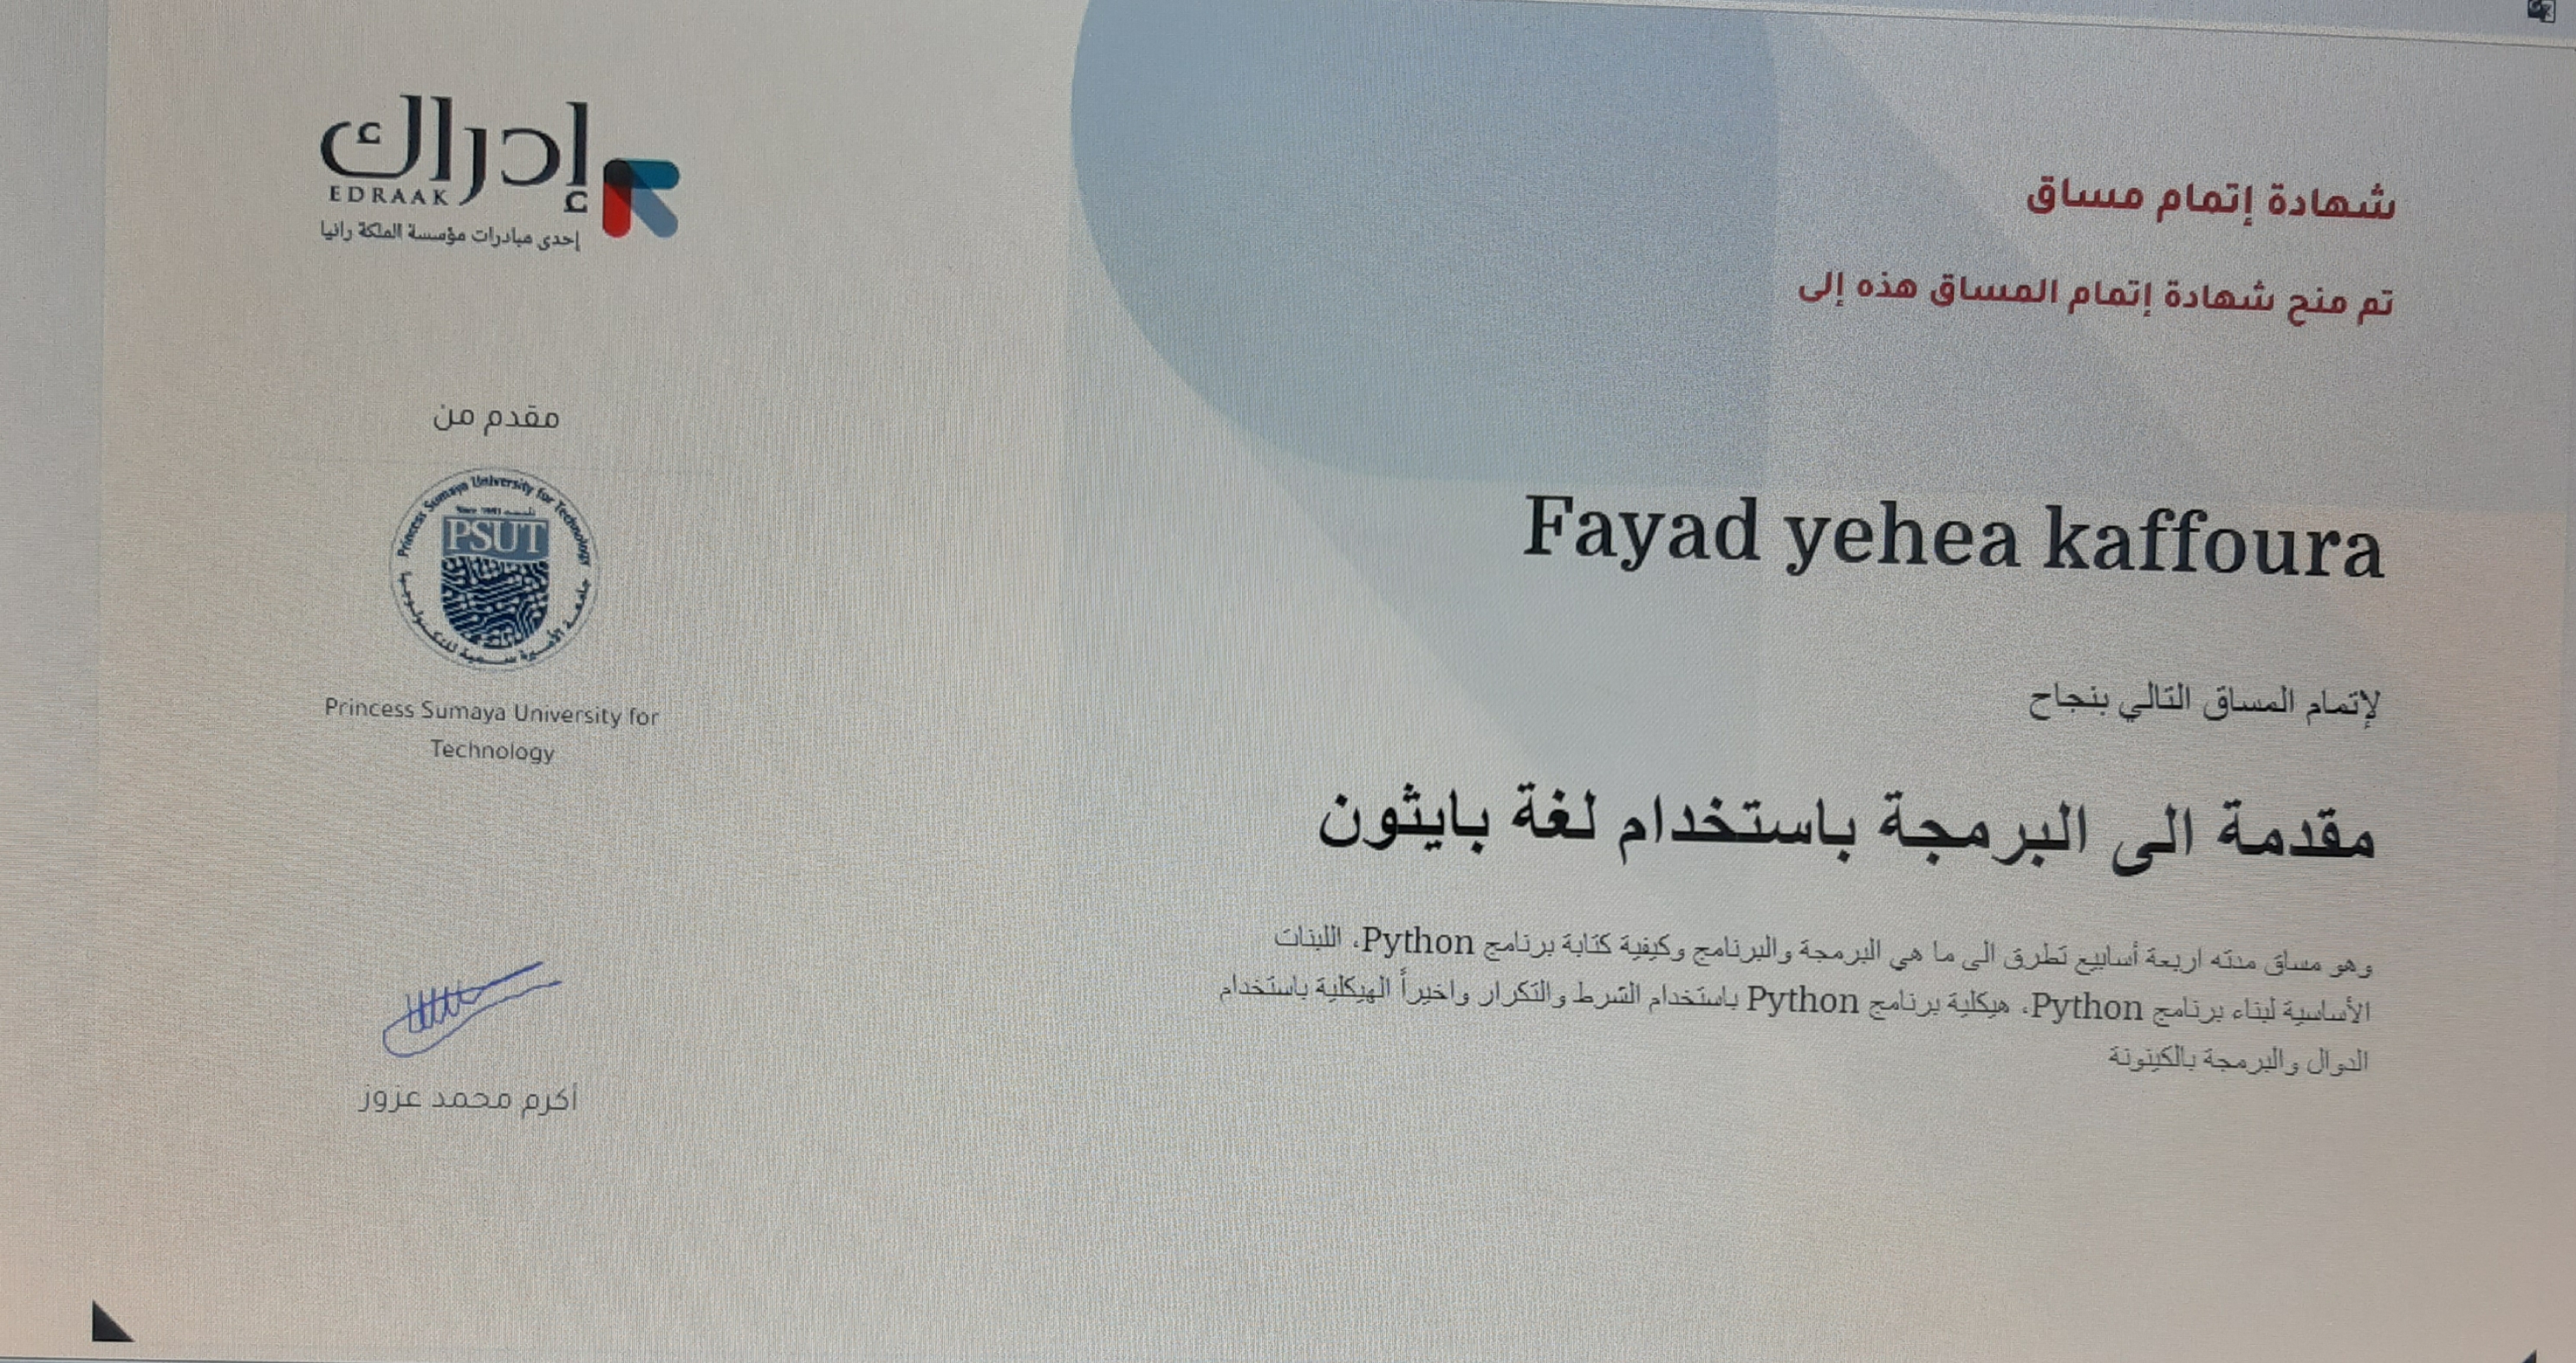 شهادة إتمام مساق
تم منح شهادة إتمام المساق هذه إلى
Fayad yehea kaffoura
لإتمام المساق التالي بنجاح
مقدمة الى البرمجة باستخدام لغة بايثون
وهو مساق مدته اربعة أسابيع تطرق الى ما هي البرمجة والبرنامج وكيفية كتابة برنامج Python، اللبنات
الأساسية لبناء برنامج Python، هيكلية برنامج Python باستخدام الشرط والتكرار واخيراً الهيكلية باستخدام
الدوال والبرمجة بالكينونة
إدراك
EDRAAK
إحدى مبادرات مؤسسة الملكة رانيا
مقدم من
Princess Sumaya University for Technology
Since 1991 تأسست
PSUT
جامعة الأميرة سمية للتكنولوجيا
Princess Sumaya University for
Technology
أكرم محمد عزوز